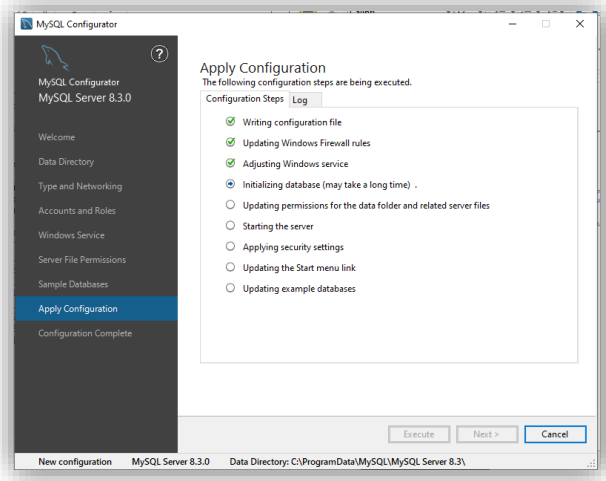 MySQL Configurator
?
MySQL Configurator
MySQL Server 8.3.0
Welcome
Data Directory
Type and Networking
Accounts and Roles
Windows Service
Server File Permissions
Sample Databases
Apply Configuration
Configuration Complete
Apply Configuration
The following configuration steps are being executed.
Configuration Steps Log
Writing configuration file
Updating Windows Firewall rules
Adjusting Windows service
Initializing database (may take a long time) .
Updating permissions for the data folder and related server files
Starting the server
Applying security settings
Updating the Start menu link
Updating example databases
Execute Next > Cancel
New configuration MySQL Server 8.3.0 Data Directory: C:\ProgramData\MySQL\MySQL Server 8.3\